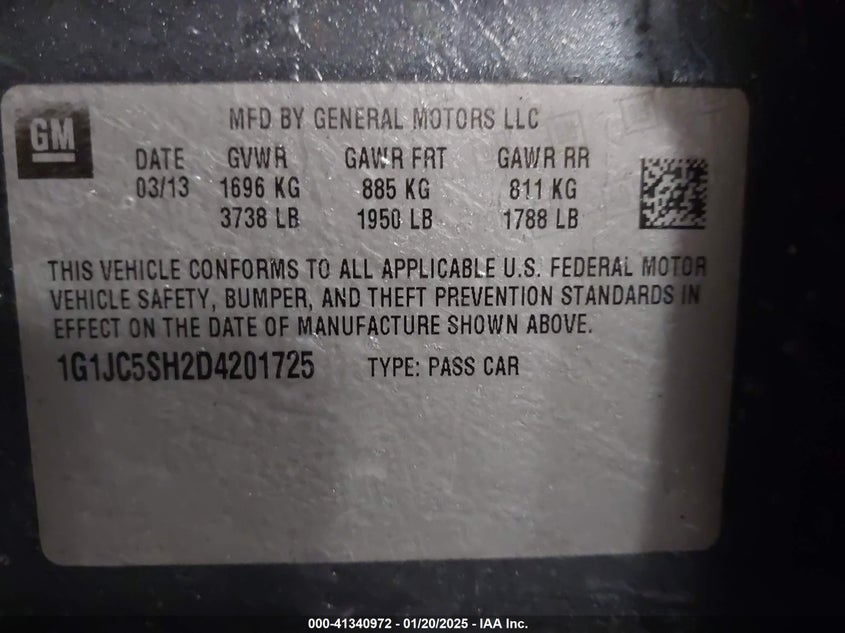 GM
MFD BY GENERAL MOTORS LLC
DATE GVWR GAWR FRT GAWR RR
03/13 1696 KG 885 KG 811 KG
3738 LB 1950 LB 1788 LB
THIS VEHICLE CONFORMS TO ALL APPLICABLE U.S. FEDERAL MOTOR
VEHICLE SAFETY, BUMPER, AND THEFT PREVENTION STANDARDS IN
EFFECT ON THE DATE OF MANUFACTURE SHOWN ABOVE.
1G1JC5SH2D4201725 TYPE: PASS CAR
000-41340972 — 01/20/2025 — IAA Inc.